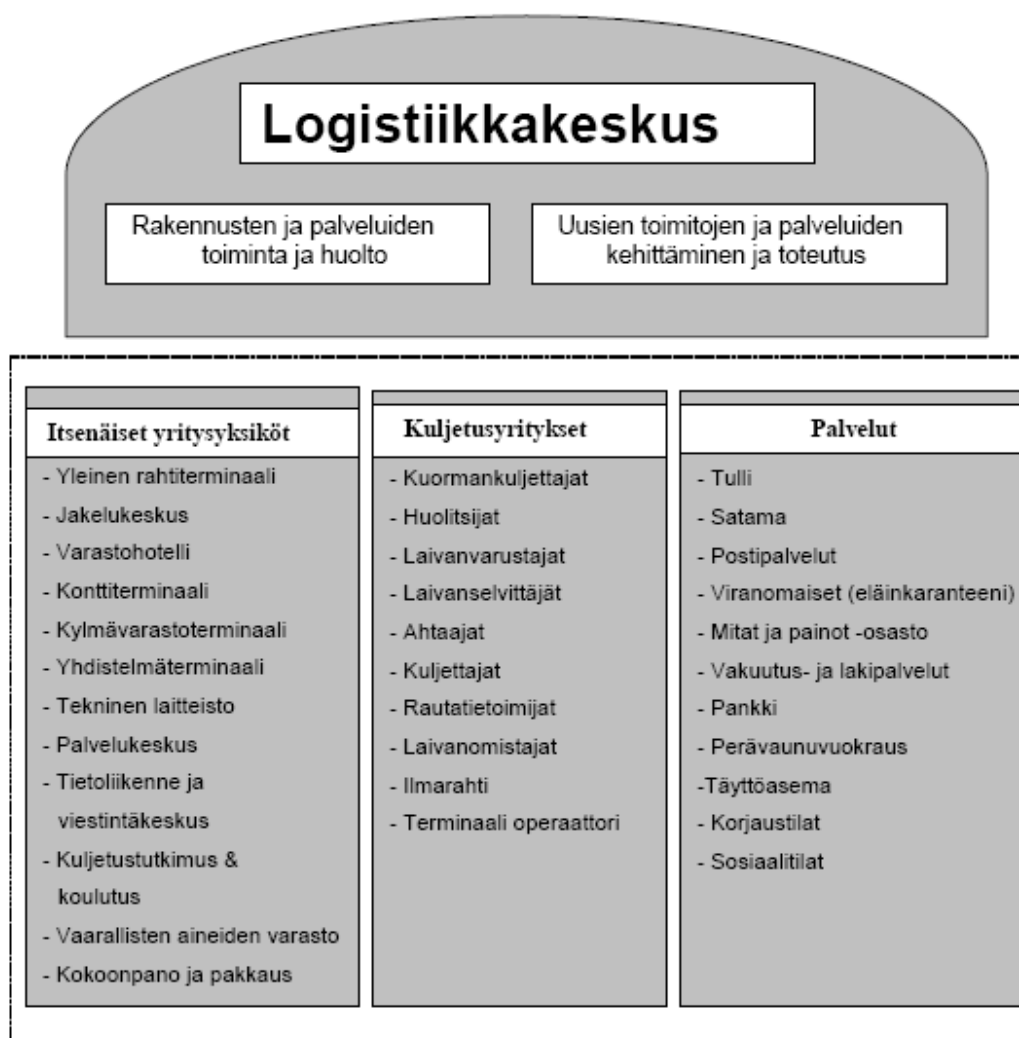 Logistiikkakeskus
Rakennusten ja palveluiden
toiminta ja huolto
Uusien toimitojen ja palveluiden
kehittäminen ja toteutus
Itsenäiset yritysyksiköt
- Yleinen rahtiterminaali
- Jakelukeskus
- Varastohotelli
- Konttiterminaali
- Kylmävarastoterminaali
- Yhdistelmäterminaali
- Tekninen laitteisto
- Palvelukeskus
- Tietoliikenne ja
viestintäkeskus
- Kuljetustutkimus &
koulutus
- Vaarallisten aineiden varasto
- Kokoonpano ja pakkaus
Kuljetusyritykset
- Kuormankuljettajat
- Huolitsijat
- Laivanvarustajat
- Laivanselvittäjät
- Ahtaajat
- Kuljettajat
- Rautatietoimijat
- Laivanomistajat
- Ilmarahti
- Terminaali operaattori
Palvelut
- Tulli
- Satama
- Postipalvelut
- Viranomaiset (eläinkaranteeni)
- Mitat ja painot -osasto
- Vakuutus- ja lakipalvelut
- Pankki
- Perävaunuvuokraus
-Täyttöasema
- Korjaustilat
- Sosiaalitilat